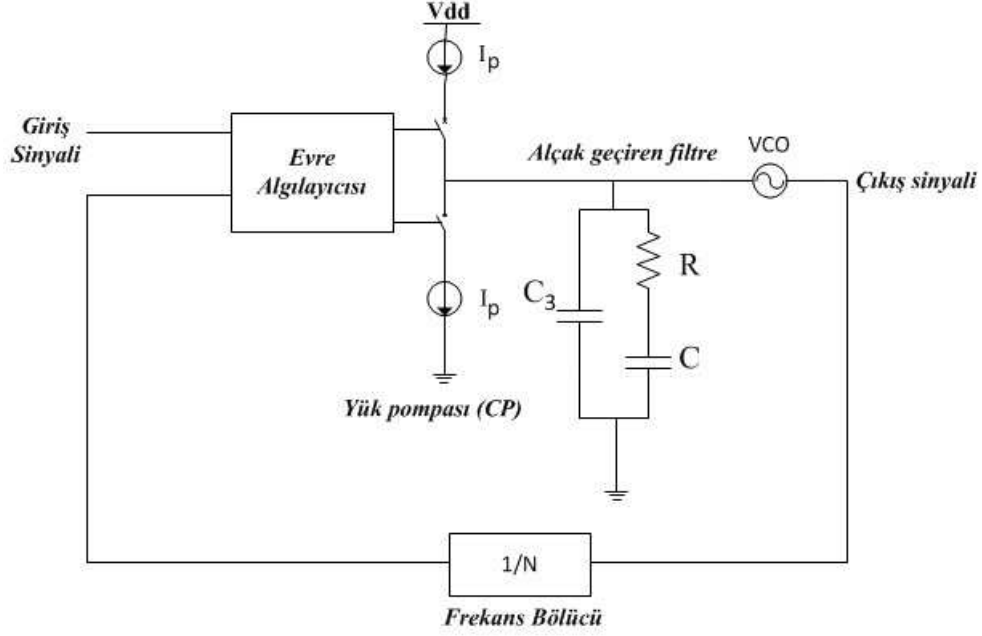 Vdd
Ip
Giriş
Sinyali
Evre
Algılayıcısı
Alçak geçiren filtre
VCO
Çıkış sinyali
R
C3
Ip
C
Yük pompası (CP)
1/N
Frekans Bölücü